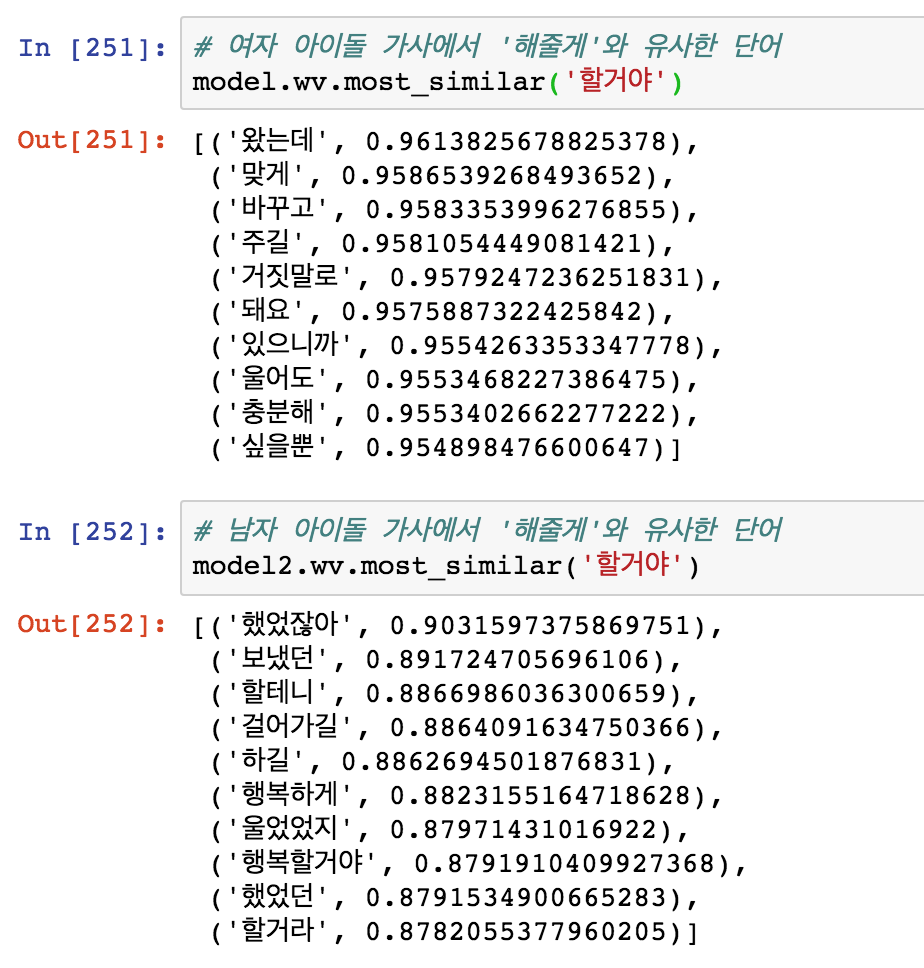 In [251]: # 여자 아이돌 가사에서 '해줄게'와 유사한 단어
model.wv.most_similar('할거야')
Out[251]: [('왔는데', 0.9613825678825378),
('맞게', 0.9586539268493652),
('바꾸고', 0.9583353996276855),
('주길', 0.9581054449081421),
('거짓말로', 0.9579247236251831),
('돼요', 0.9575887322425842),
('있으니까', 0.9554263353347778),
('울어도', 0.9553468227386475),
('충분해', 0.9553402662277222),
('싶을뿐', 0.954898476600647)]
In [252]: # 남자 아이돌 가사에서 '해줄게'와 유사한 단어
model2.wv.most_similar('할거야')
Out[252]: [('했었잖아', 0.9031597375869751),
('보냈던', 0.891724705696106),
('할테니', 0.8866986036300659),
('걸어가길', 0.8864091634750366),
('하길', 0.8862694501876831),
('행복하게', 0.8823155164718628),
('울었었지', 0.87971431016922),
('행복할거야', 0.8791910409927368),
('했었던', 0.8791534900665283),
('할거라', 0.8782055377960205)]